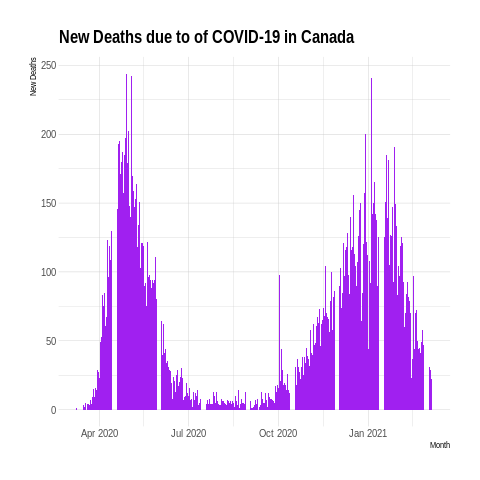 New Deaths due to of COVID-19 in Canada
New Deaths
250
200
150
100
50
0
Apr 2020 Jul 2020 Oct 2020 Jan 2021
Month